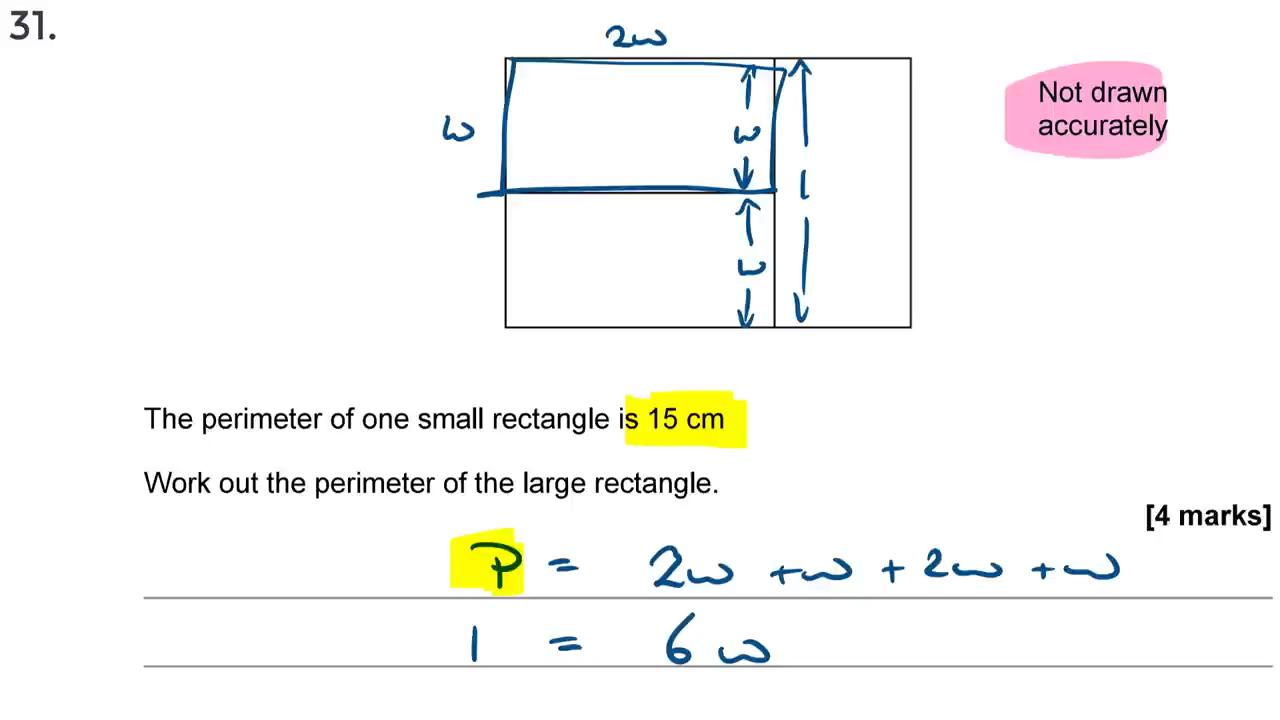 31.
2w
Not drawn
accurately
w
w
l
w
The perimeter of one small rectangle is 15 cm
Work out the perimeter of the large rectangle.
[4 marks]
P = 2w + w + 2w + w
1 = 6w